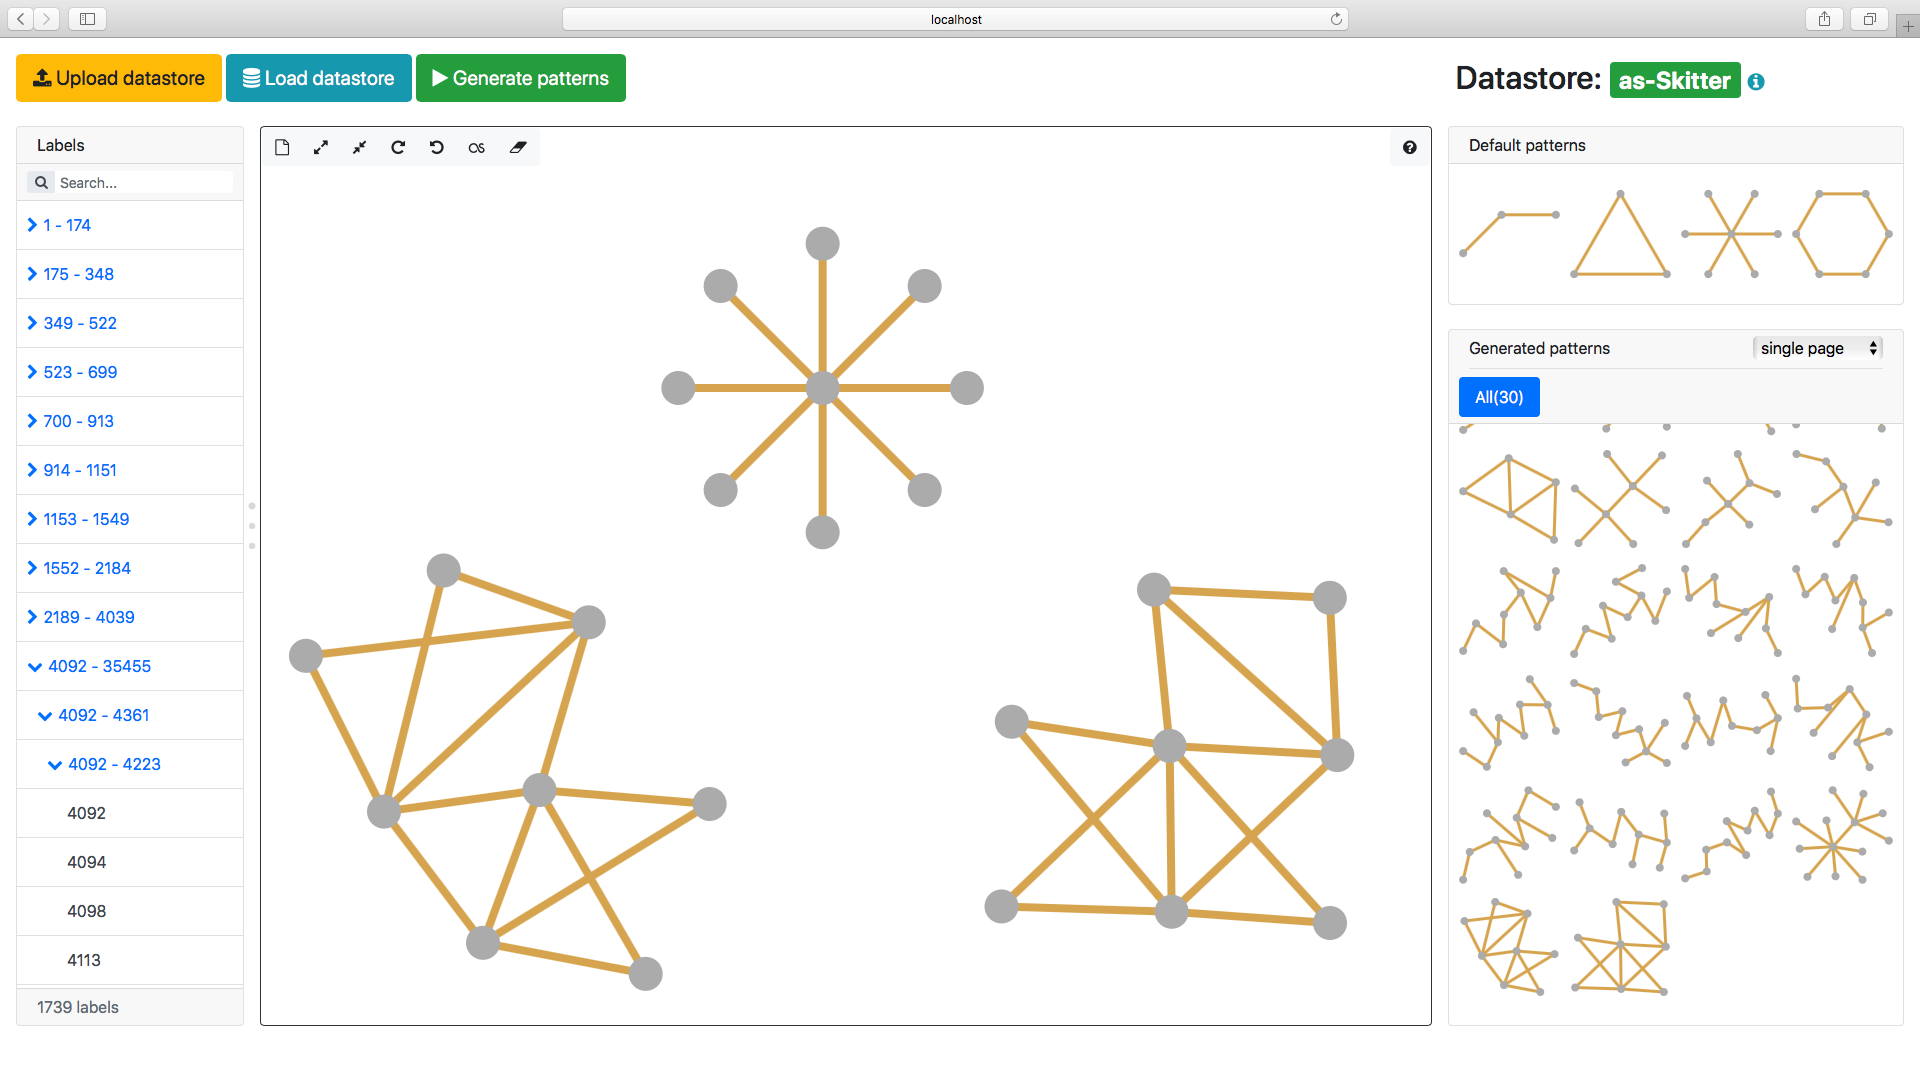 localhost
Upload datastore
Load datastore
Generate patterns
Datastore: as-Skitter
Labels
Search...
1 - 174
175 - 348
349 - 522
523 - 699
700 - 913
914 - 1151
1153 - 1549
1552 - 2184
2189 - 4039
4092 - 35455
4092 - 4361
4092 - 4223
4092
4094
4098
4113
1739 labels
Default patterns
Generated patterns
single page
All(30)